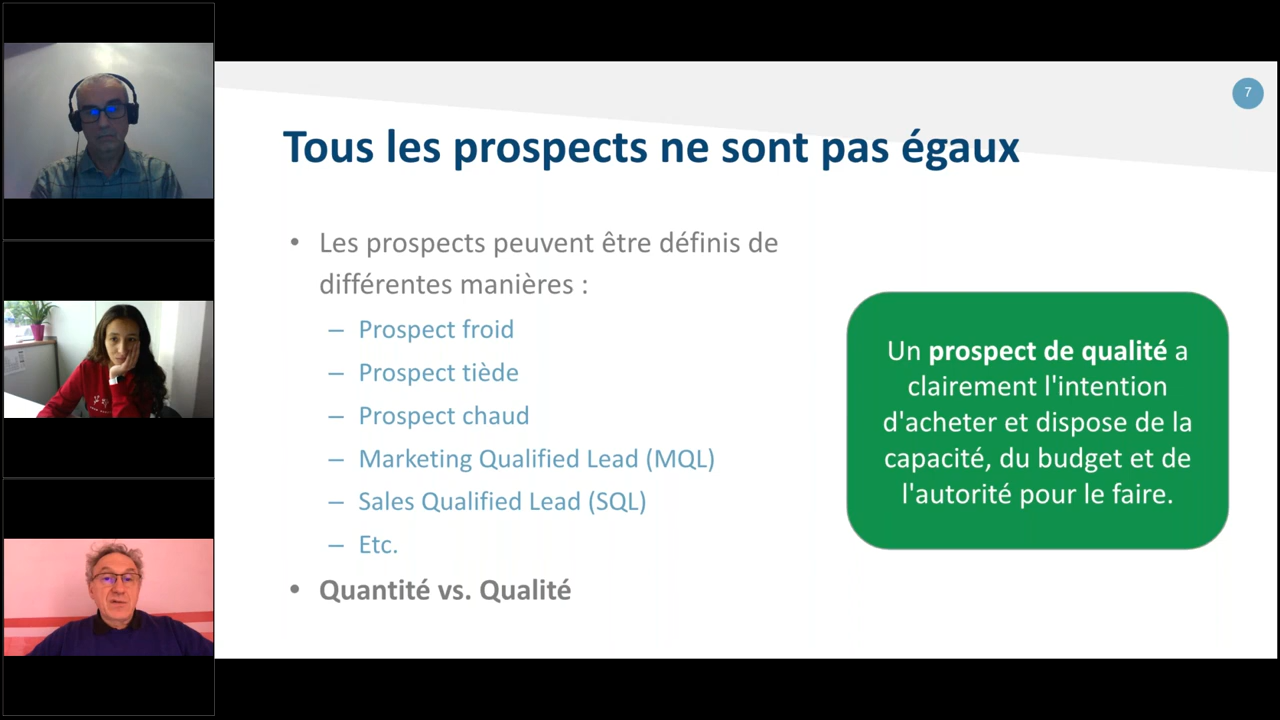 7
Tous les prospects ne sont pas égaux
• Les prospects peuvent être définis de
différentes manières :
– Prospect froid
– Prospect tiède
– Prospect chaud
– Marketing Qualified Lead (MQL)
– Sales Qualified Lead (SQL)
– Etc.
• Quantité vs. Qualité
Un prospect de qualité a
clairement l'intention
d'acheter et dispose de la
capacité, du budget et de
l'autorité pour le faire.